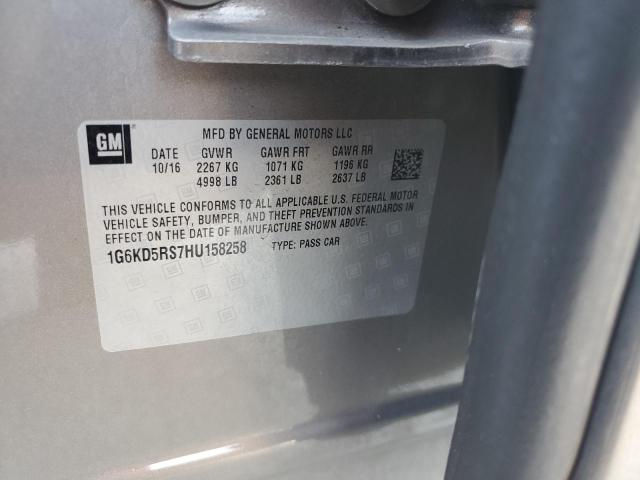 GM
MFD BY GENERAL MOTORS LLC
DATE GVWR GAWR FRT GAWR RR
10/16 2267 KG 1071 KG 1196 KG
4998 LB 2361 LB 2637 LB
THIS VEHICLE CONFORMS TO ALL APPLICABLE U.S. FEDERAL MOTOR
VEHICLE SAFETY, BUMPER, AND THEFT PREVENTION STANDARDS IN
EFFECT ON THE DATE OF MANUFACTURE SHOWN ABOVE.
1G6KD5RS7HU158258 TYPE: PASS CAR